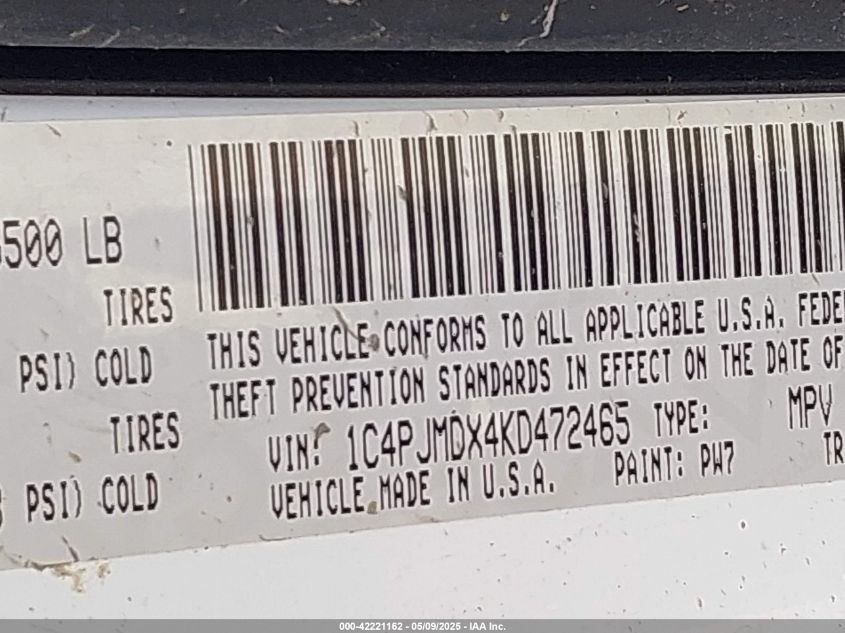 500 LB
TIRES
PSI) COLD
TIRES
PSI) COLD
THIS VEHICLE CONFORMS TO ALL APPLICABLE U.S.A. FEDE
THEFT PREVENTION STANDARDS IN EFFECT ON THE DATE OF
VIN: 1C4PJMDX4KD472465 TYPE: MPV
VEHICLE MADE IN U.S.A. PAINT: PW7 TR
000-42221162 - 05/09/2025 - IAA Inc.